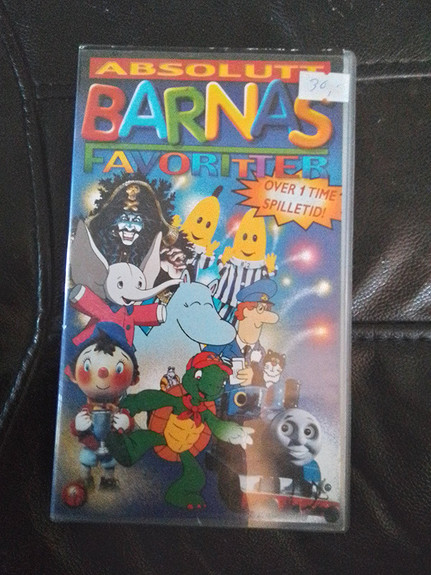 ABSOLUTT
BARNAS
FAVORITTER
OVER 1 TIME
SPILLETID!
30,-